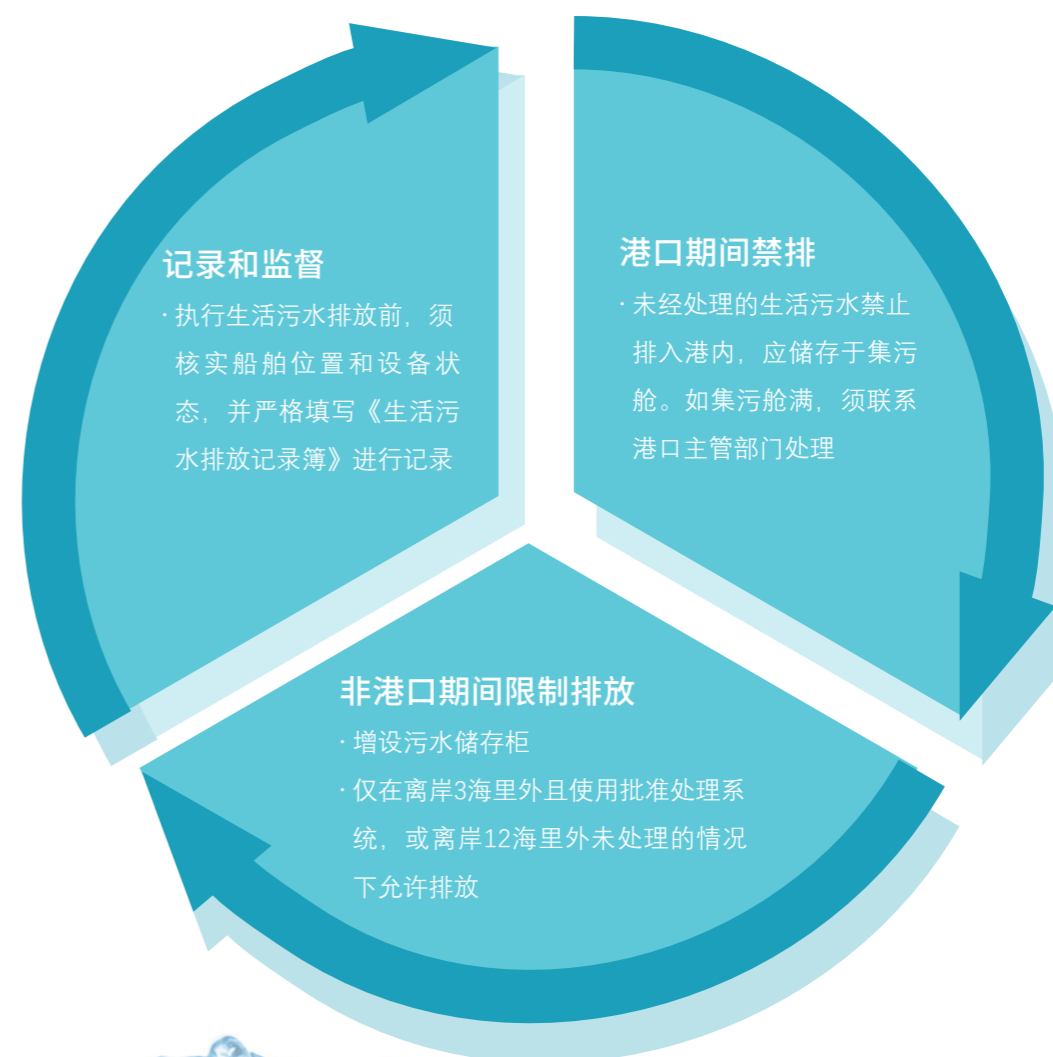 记录和监督
· 执行生活污水排放前，须
核实船舶位置和设备状
态，并严格填写《生活污
水排放记录簿》进行记录
港口期间禁排
· 未经处理的生活污水禁止
排入港内，应储存于集污
舱。如集污舱满，须联系
港口主管部门处理
非港口期间限制排放
· 增设污水储存柜
· 仅在离岸3海里外且使用批准处理系
统，或离岸12海里外未处理的情况
下允许排放